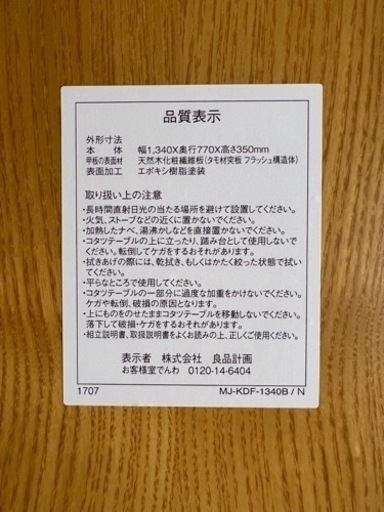 品質表示
外形寸法
本　体　幅1,340X奥行770X高さ350mm
甲板の表面材　天然木化粧繊維板(タモ材突板 フラッシュ構造体)
表面加工　エポキシ樹脂塗装
取り扱い上の注意
・長時間直射日光の当たる場所を避けて設置してください。
・火気、ストーブなどの近くに置かないでください。
・加熱したナベ、湯沸かしなどを直接置かないでください。
・コタツテーブルの上に立ったり、踏み台として使用しないで
ください。転倒してケガをするおそれがあります。
・拭きあげの際には、乾拭き、もしくはかたく絞った状態で拭い
てください。
・平らなところで使用してください。
・コタツテーブルの一部分に過度な加重をかけないでください。
ケガや転倒、破損の原因となります。
・上にものをのせたままコタツテーブルを移動しないでください。
落下して破損・ケガをするおそれがあります。
・組立説明書、取扱説明書をよくお読みの上、正しくご使用ください。
表示者　株式会社　良品計画
お客様室でんわ　0120-14-6404
1707　MJ-KDF-1340B / N